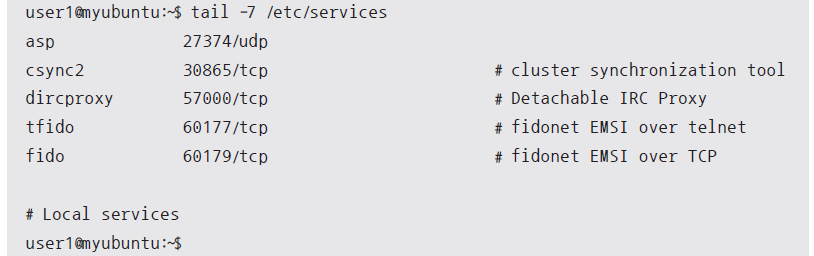 user1@myubuntu:~$ tail -7 /etc/services
asp 27374/udp
csync2 30865/tcp # cluster synchronization tool
dircproxy 57000/tcp # Detachable IRC Proxy
tfido 60177/tcp # fidonet EMSI over telnet
fido 60179/tcp # fidonet EMSI over TCP
# Local services
user1@myubuntu:~$